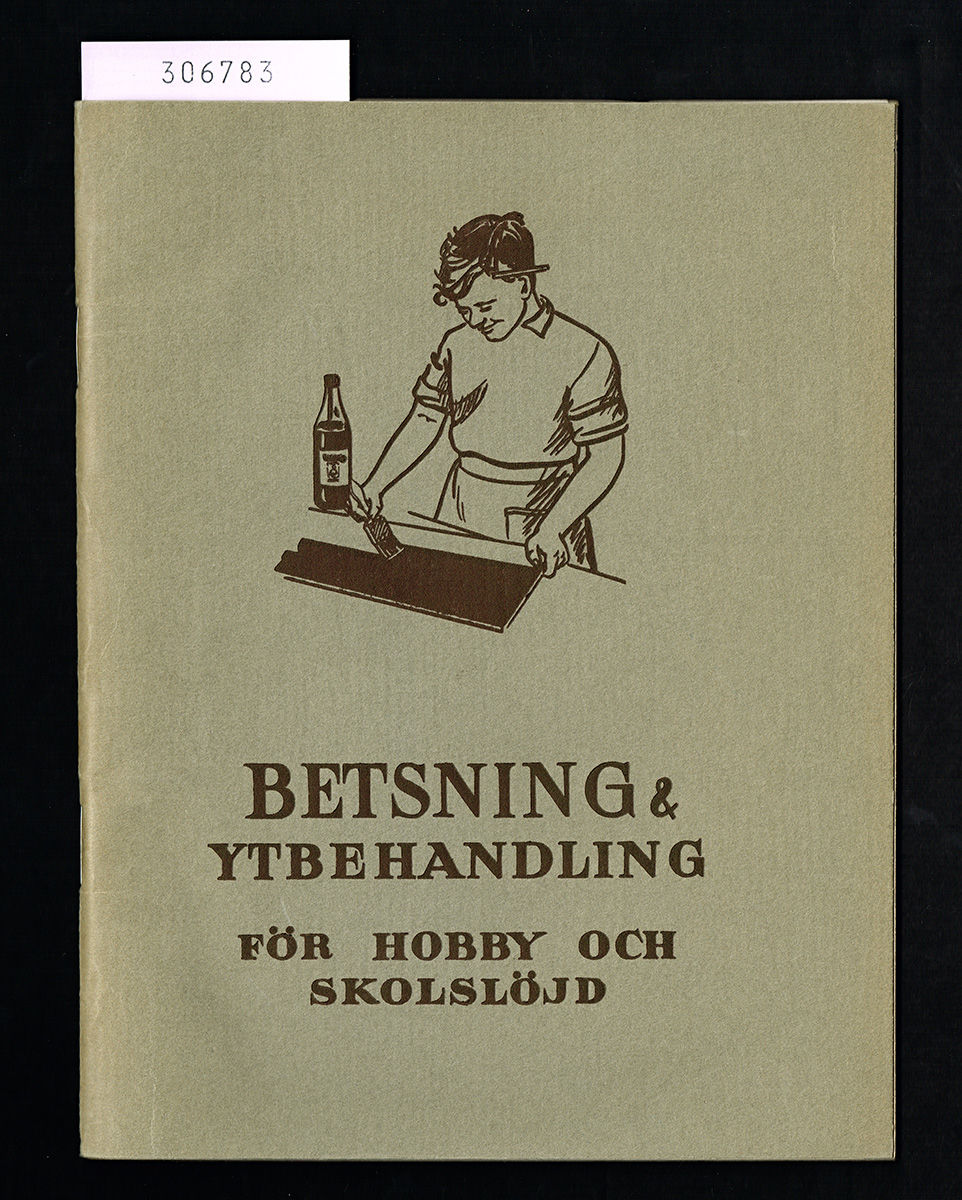 306783
BETSNING &
YTBEHANDLING
FÖR HOBBY OCH
SKOLSLÖJD